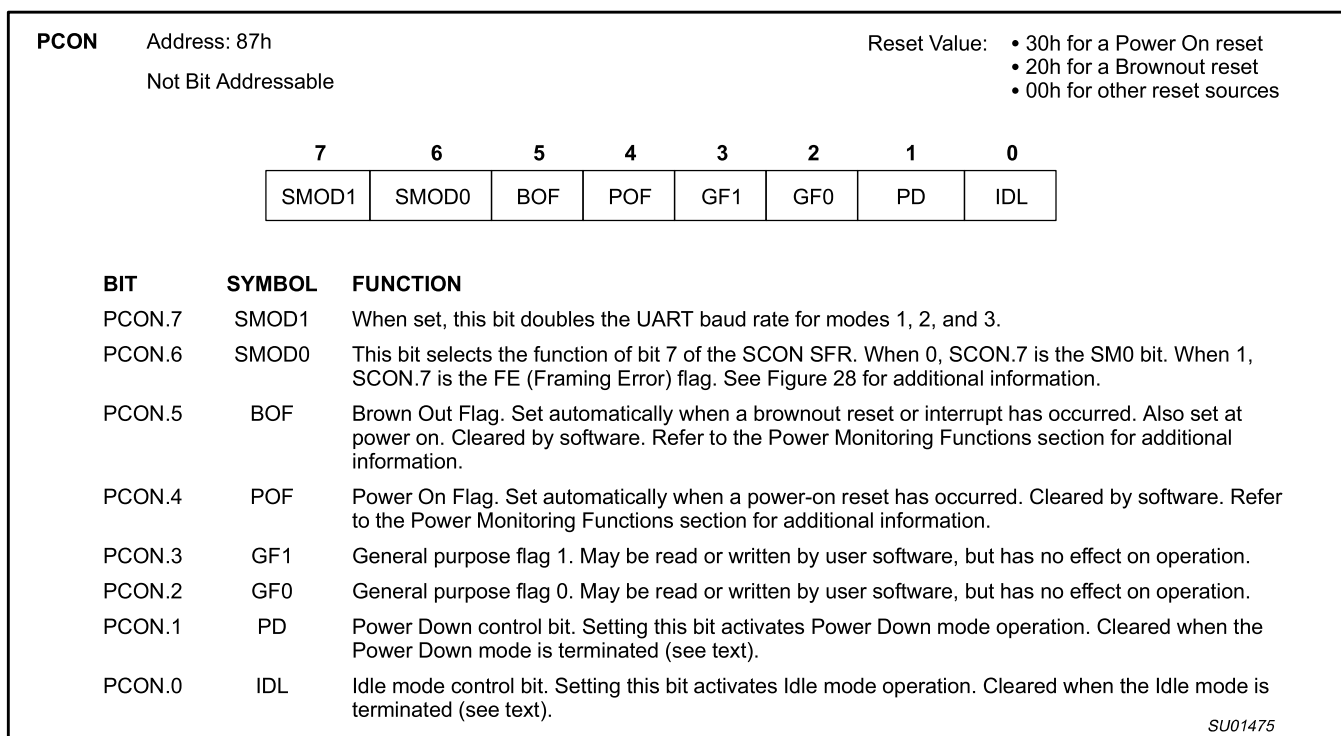 PCON Address: 87h Reset Value: • 30h for a Power On reset
Not Bit Addressable • 20h for a Brownout reset
• 00h for other reset sources
7 6 5 4 3 2 1 0
SMOD1 SMOD0 BOF POF GF1 GF0 PD IDL
BIT SYMBOL FUNCTION
PCON.7 SMOD1 When set, this bit doubles the UART baud rate for modes 1, 2, and 3.
PCON.6 SMOD0 This bit selects the function of bit 7 of the SCON SFR. When 0, SCON.7 is the SM0 bit. When 1,
SCON.7 is the FE (Framing Error) flag. See Figure 28 for additional information.
PCON.5 BOF Brown Out Flag. Set automatically when a brownout reset or interrupt has occurred. Also set at
power on. Cleared by software. Refer to the Power Monitoring Functions section for additional
information.
PCON.4 POF Power On Flag. Set automatically when a power-on reset has occurred. Cleared by software. Refer
to the Power Monitoring Functions section for additional information.
PCON.3 GF1 General purpose flag 1. May be read or written by user software, but has no effect on operation.
PCON.2 GF0 General purpose flag 0. May be read or written by user software, but has no effect on operation.
PCON.1 PD Power Down control bit. Setting this bit activates Power Down mode operation. Cleared when the
Power Down mode is terminated (see text).
PCON.0 IDL Idle mode control bit. Setting this bit activates Idle mode operation. Cleared when the Idle mode is
terminated (see text).
SU01475